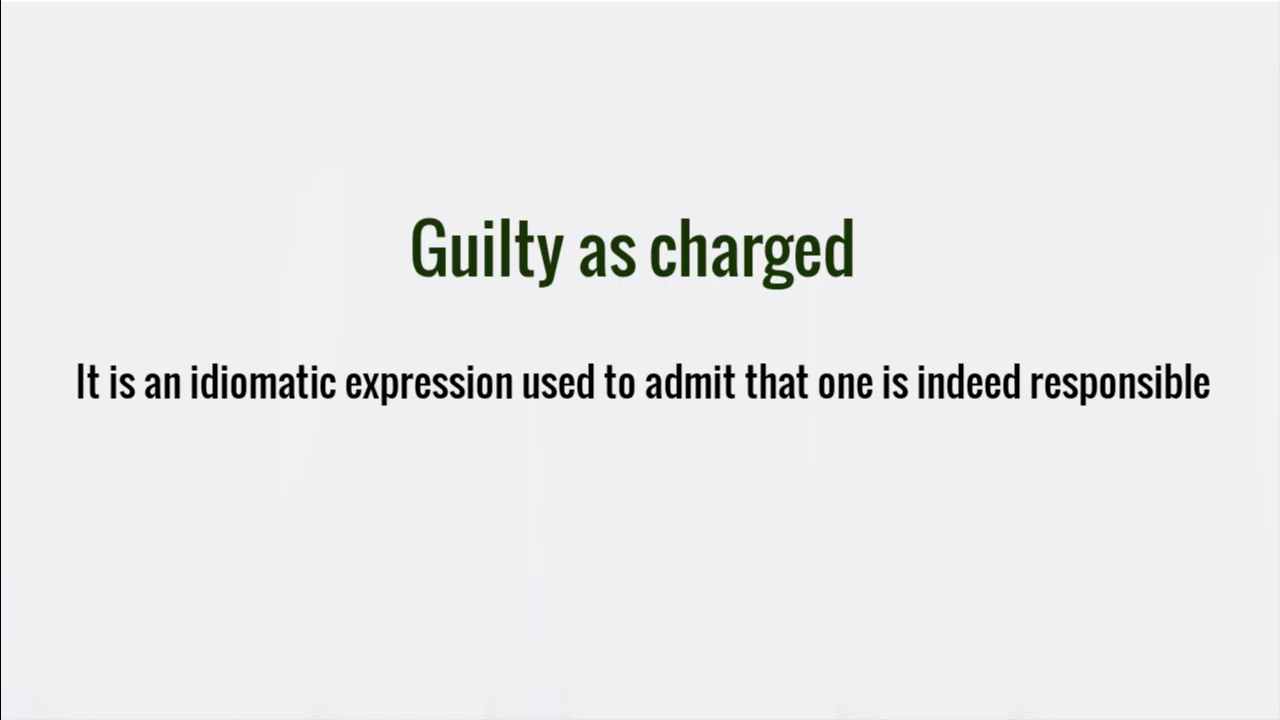 Guilty as charged
It is an idiomatic expression used to admit that one is indeed responsible